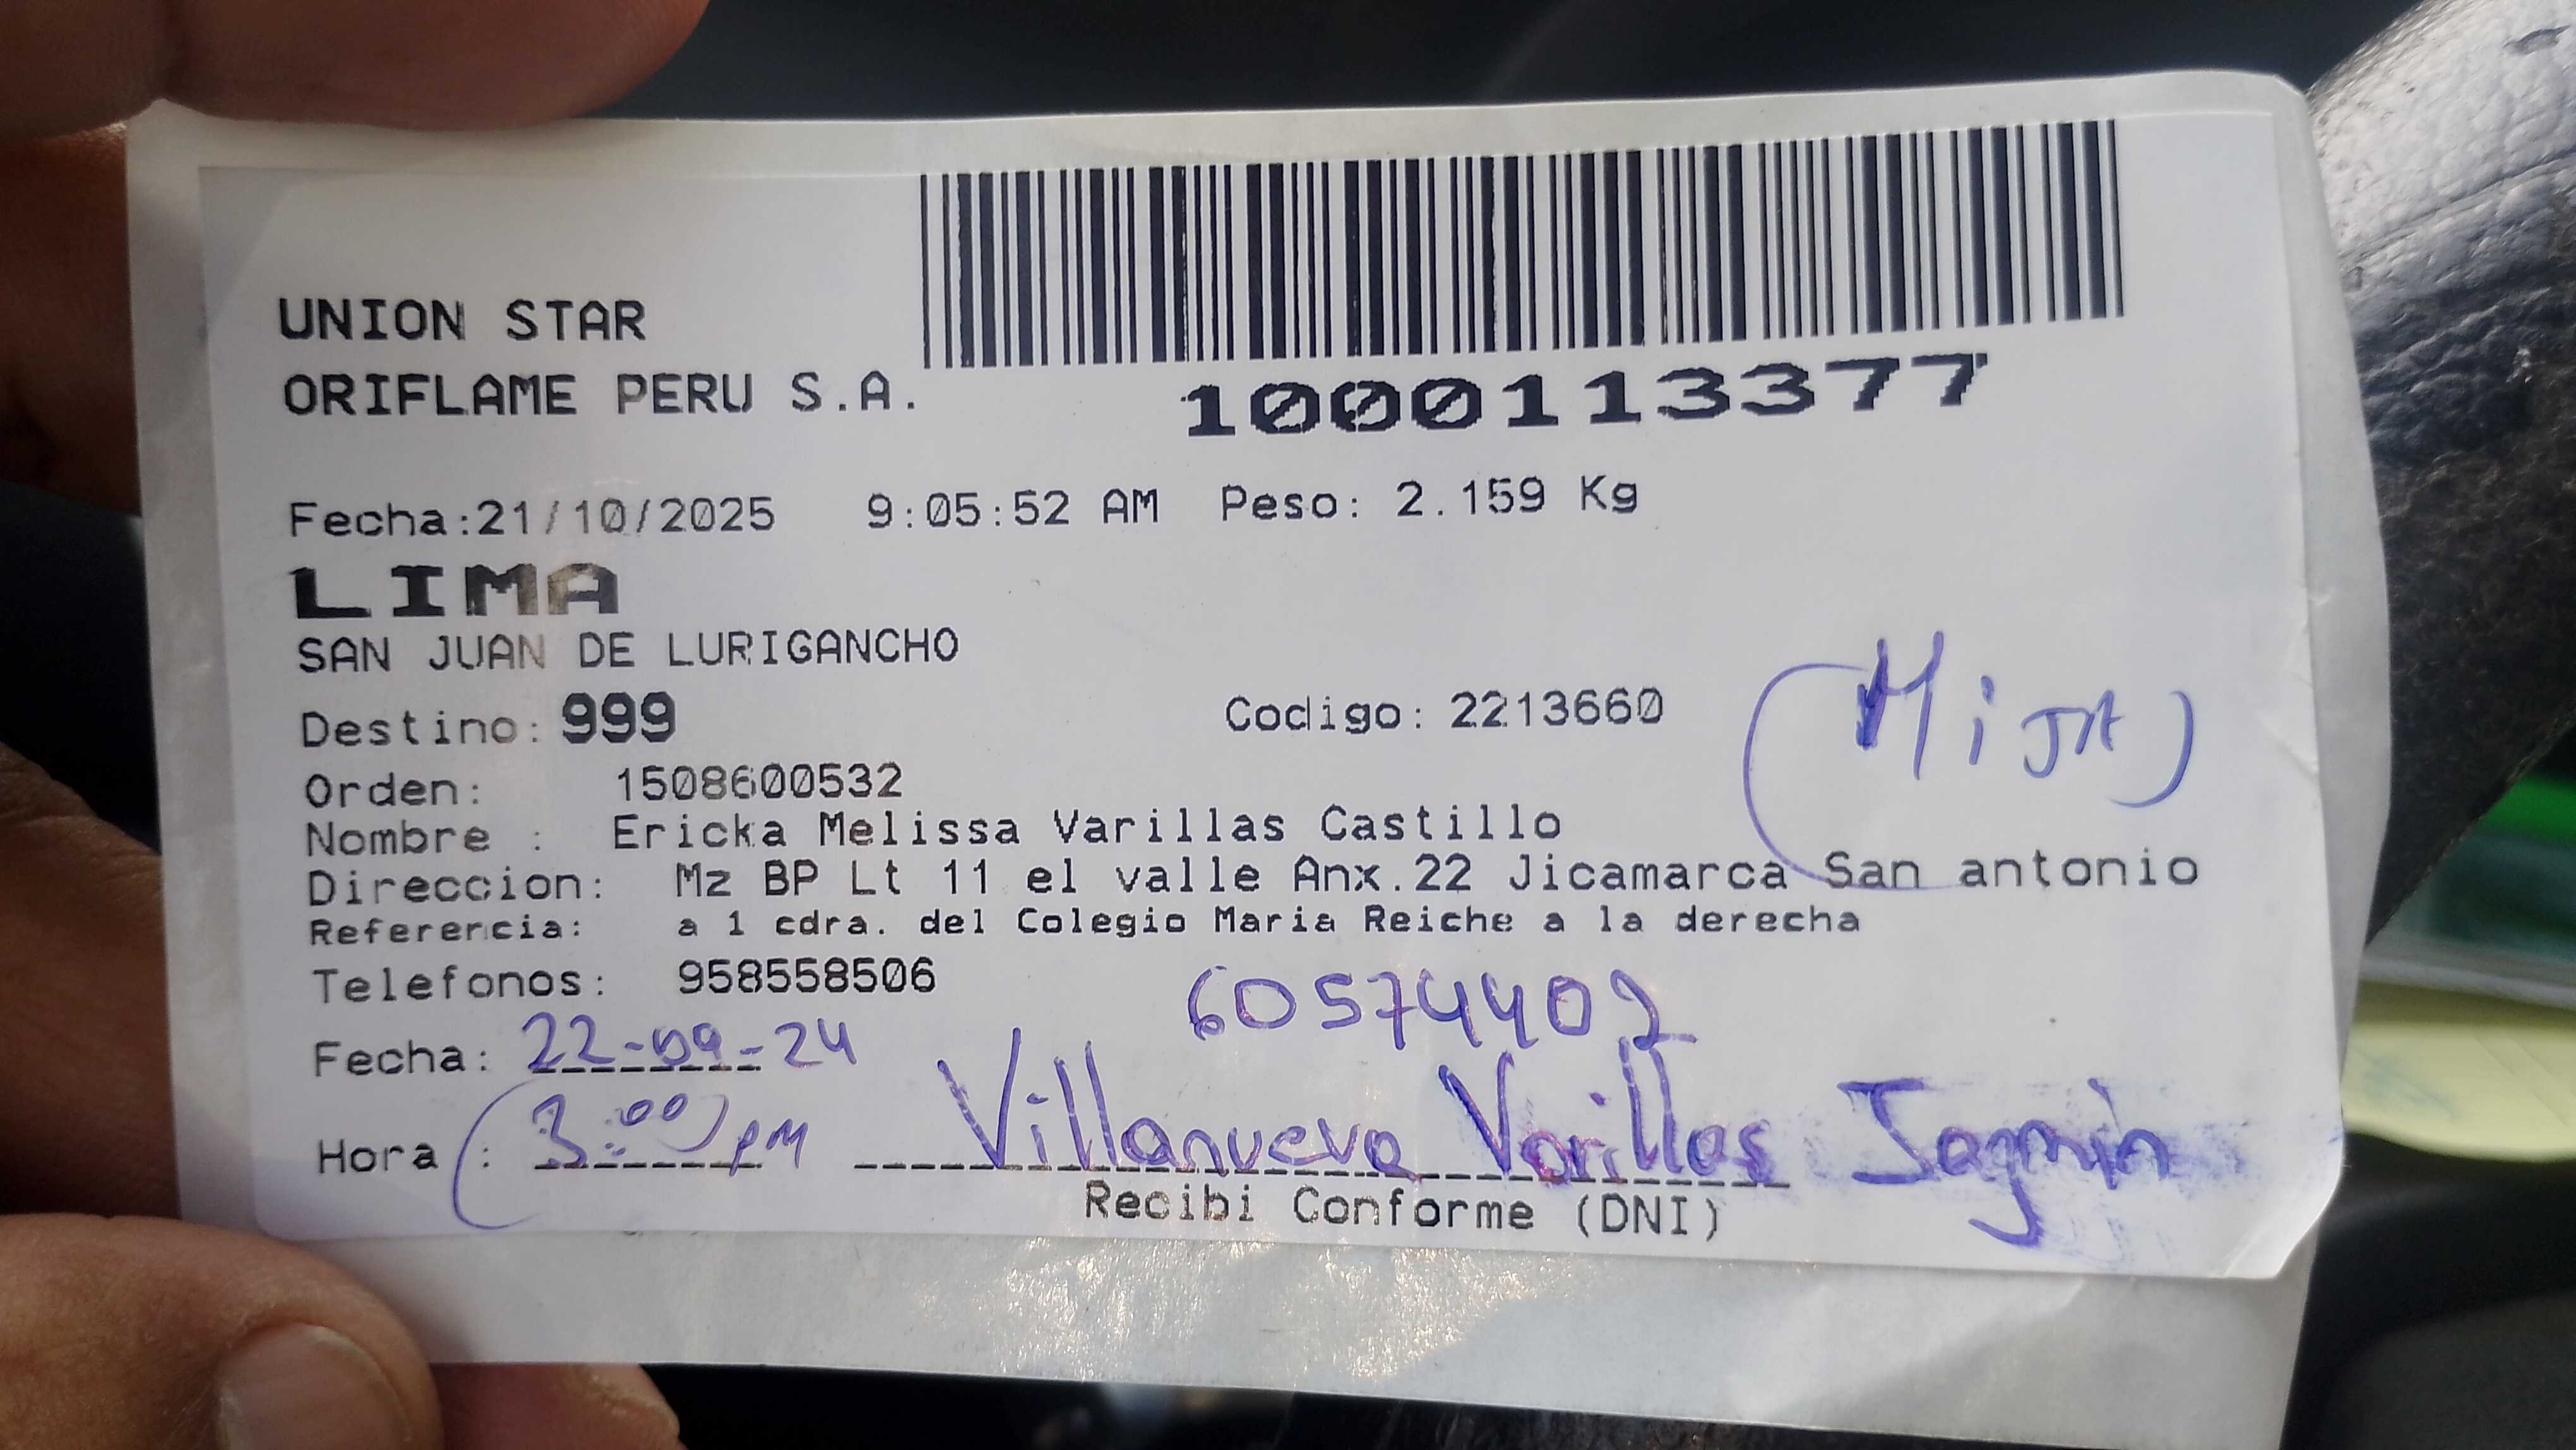 UNION STAR
ORIFLAME PERU S.A.
1000113377
Fecha:21/10/2025 9:05:52 AM Peso: 2.159 Kg
LIMA
SAN JUAN DE LURIGANCHO
Destino: 999 Codigo: 2213660
(HiJA)
Orden: 1508600532
Nombre : Ericka Melissa Varillas Castillo
Direccion: Mz BP Lt 11 el valle Anx.22 Jicamarca San antonio
Referencia: a 1 cdra. del Colegio Maria Reiche a la derecha
Telefonos: 958558506
60574402
Fecha: 22-09-24
Hora : (3:00) PM Villanueva Varillas Jazmin
Recibi Conforme (DNI)